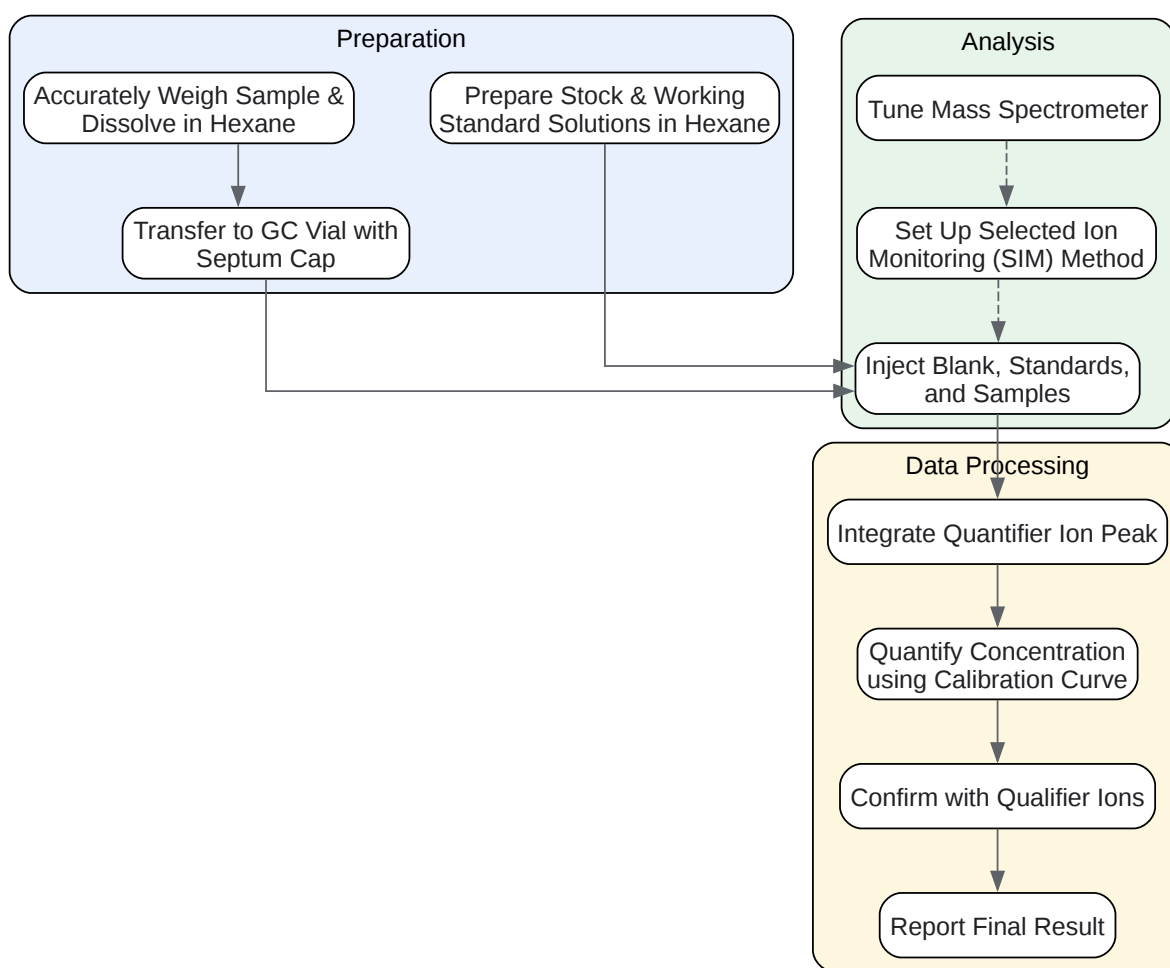 Preparation
Accurately Weigh Sample &
Dissolve in Hexane
Prepare Stock & Working
Standard Solutions in Hexane
Transfer to GC Vial with
Septum Cap
Analysis
Tune Mass Spectrometer
Set Up Selected Ion
Monitoring (SIM) Method
Inject Blank, Standards,
and Samples
Data Processing
Integrate Quantifier Ion Peak
Quantify Concentration
using Calibration Curve
Confirm with Qualifier Ions
Report Final Result